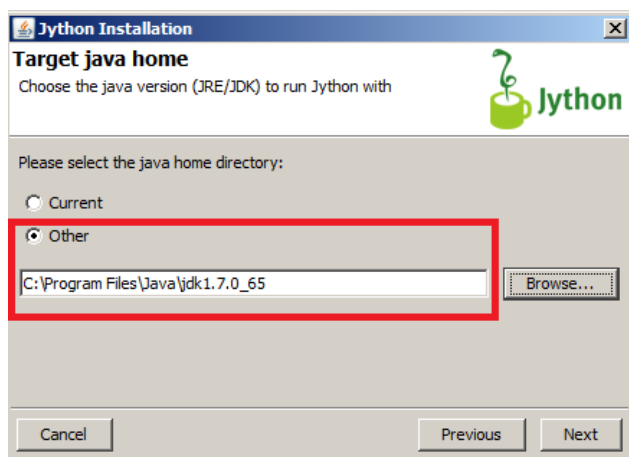 Jython Installation
Target java home
Choose the java version (JRE/JDK) to run Jython with
Jython
Please select the java home directory:
Current
Other
C:\Program Files\Java\jdk1.7.0_65
Browse...
Cancel
Previous
Next